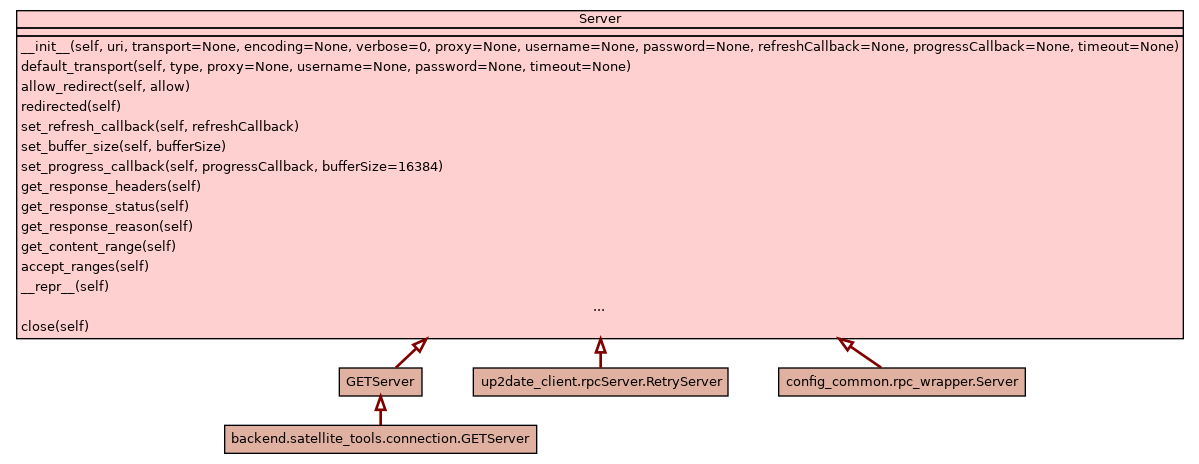 Server
__init__(self, uri, transport=None, encoding=None, verbose=0, proxy=None, username=None, password=None, refreshCallback=None, progressCallback=None, timeout=None)
default_transport(self, type, proxy=None, username=None, password=None, timeout=None)
allow_redirect(self, allow)
redirected(self)
set_refresh_callback(self, refreshCallback)
set_buffer_size(self, bufferSize)
set_progress_callback(self, progressCallback, bufferSize=16384)
get_response_headers(self)
get_response_status(self)
get_response_reason(self)
get_content_range(self)
accept_ranges(self)
__repr__(self)
...
close(self)
GETServer
up2date_client.rpcServer.RetryServer
config_common.rpc_wrapper.Server
backend.satellite_tools.connection.GETServer